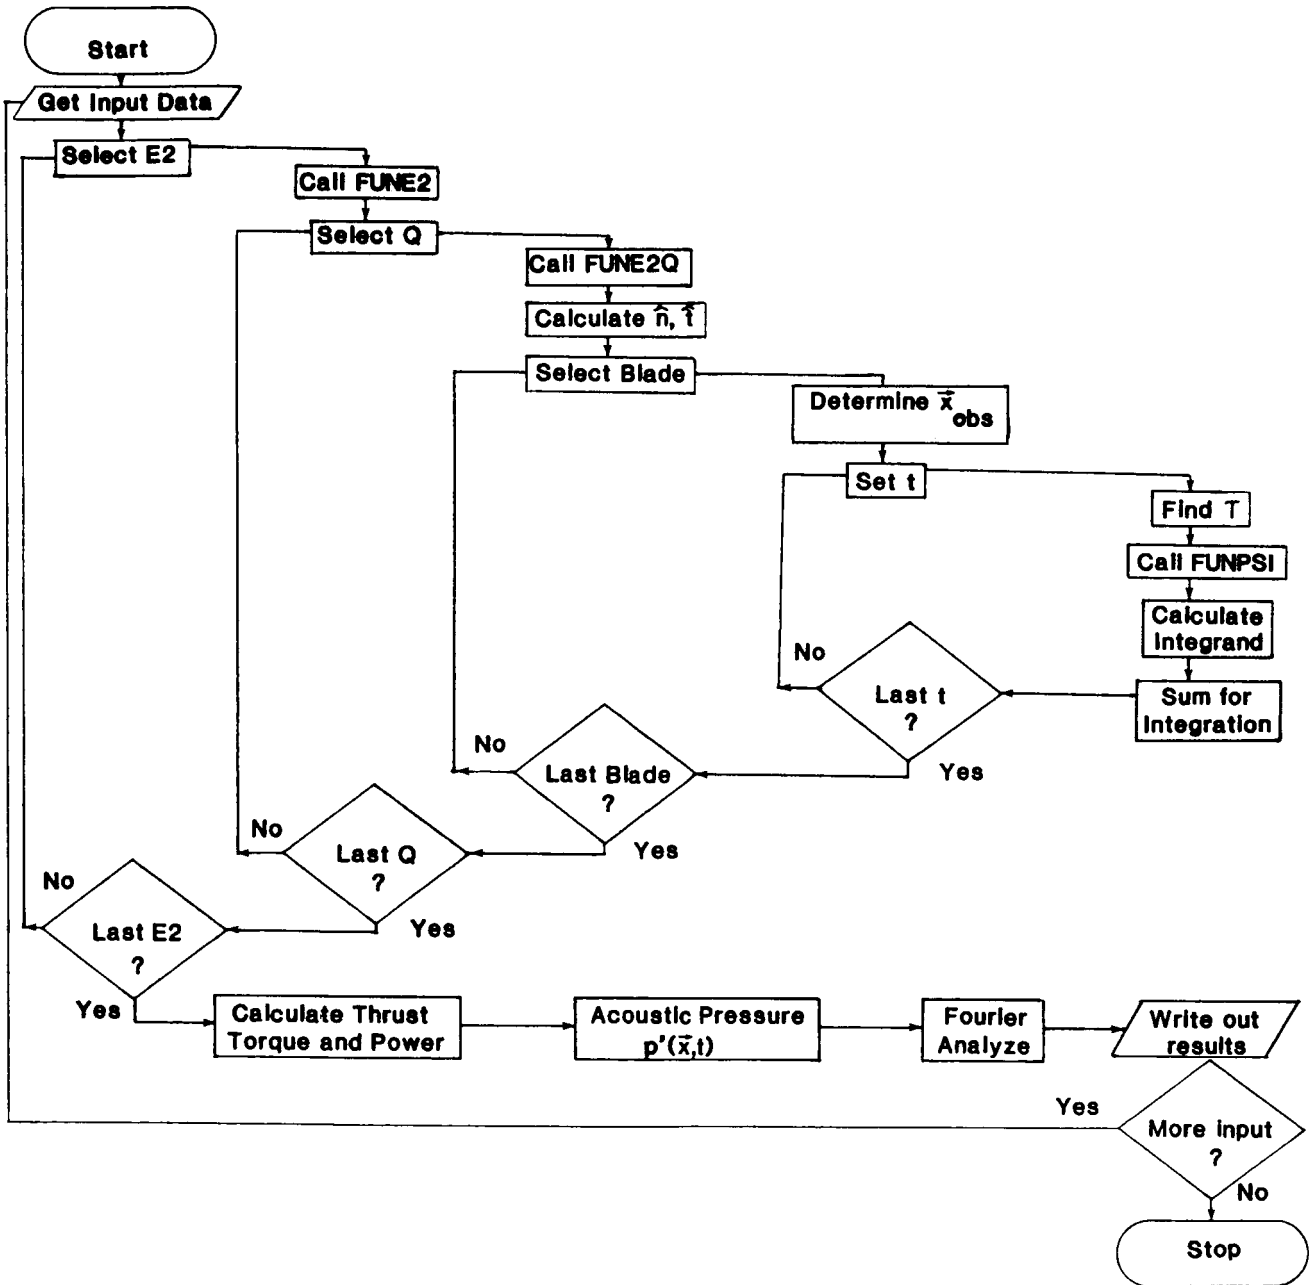 Start
Get Input Data
Select E2
Call FUNE2
Select Q
Call FUNE2Q
Calculate n̂, t̂
Select Blade
Determine x⃗
obs
Set t
Find τ
Call FUNPSI
Calculate
Integrand
Sum for
Integration
No
Last t
?
Yes
No
Last Blade
?
Yes
No
Last Q
?
Yes
No
Last E2
?
Yes
Calculate Thrust
Torque and Power
Acoustic Pressure
p'(x⃗,t)
Fourier
Analyze
Write out
results
Yes
More input
?
No
Stop